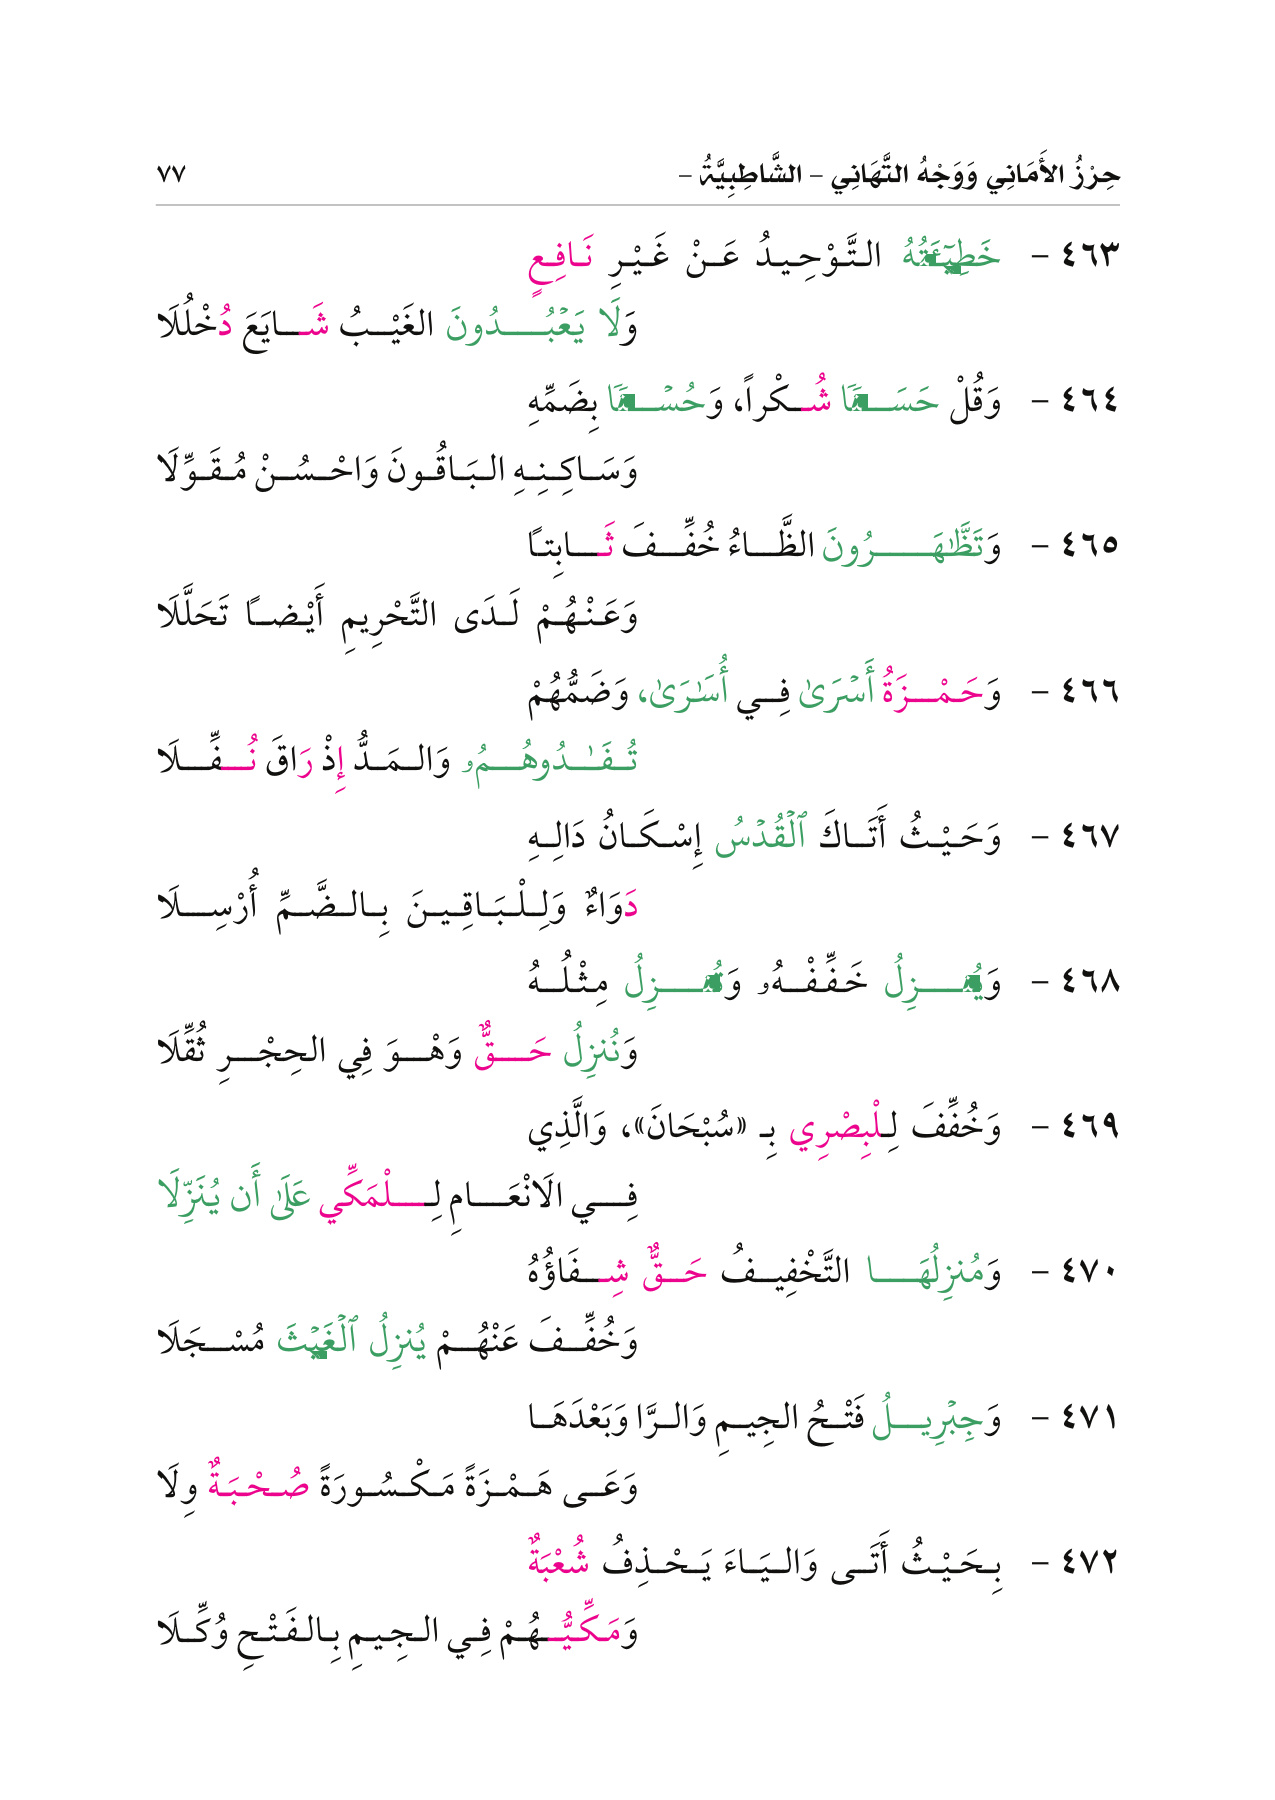 حِرْزُ الأَمَانِي وَوَجْهُ التَّهَانِي – الشَّاطِبِيَّةُ – ٧٧
٤٦٣ – خَطِيـَٔتُهُ التَّوْحِيدُ عَنْ غَيْرِ نَافِعٍ
وَلَا يَعْبُدُونَ الغَيْبُ شَايَعَ دُخْلُلَا
٤٦٤ – وَقُلْ حَسَنًا شُكْراً، وَحُسْنًا بِضَمِّهِ
وَسَاكِنِهِ البَاقُونَ وَاحْسُنْ مُقَوِّلَا
٤٦٥ – وَتَظَّٰهَرُونَ الظَّاءُ خُفِّفَ ثَابِتًا
وَعَنْهُمْ لَدَى التَّحْرِيمِ أَيْضًا تَحَلَّلَا
٤٦٦ – وَحَمْزَةُ أَسْرَىٰ فِي أُسَٰرَىٰ، وَضَمُّهُمْ
تُفَٰدُوهُمُۥ وَالمَدُّ إِذْ رَاقَ نُفِّلَا
٤٦٧ – وَحَيْثُ أَتَاكَ ٱلْقُدْسُ إِسْكَانُ دَالِهِ
دَوَاءٌ وَلِلْبَاقِينَ بِالضَّمِّ أُرْسِلَا
٤٦٨ – وَيُنزِلُ خَفِّفْهُۥ وَتُنزِلُ مِثْلُهُ
وَنُنزِلُ حَقٌّ وَهْوَ فِي الحِجْرِ ثُقِّلَا
٤٦٩ – وَخُفِّفَ لِلْبِصْرِي بِـ «سُبْحَانَ»، وَالَّذِي
فِي الَانْعَامِ لِلْمَكِّي عَلَىٰ أَن يُنَزِّلَا
٤٧٠ – وَمُنزِلُهَا التَّخْفِيفُ حَقٌّ شِفَاؤُهُ
وَخُفِّفَ عَنْهُمْ يُنزِلُ ٱلْغَيْثَ مُسْجَلَا
٤٧١ – وَجِبْرِيلُ فَتْحُ الجِيمِ وَالرَّا وَبَعْدَهَا
وَعَى هَمْزَةً مَكْسُورَةً صُحْبَةٌ وِلَا
٤٧٢ – بِحَيْثُ أَتَى وَاليَاءَ يَحْذِفُ شُعْبَةٌ
وَمَكِّيُّهُمْ فِي الجِيمِ بِالفَتْحِ وُكِّلَا